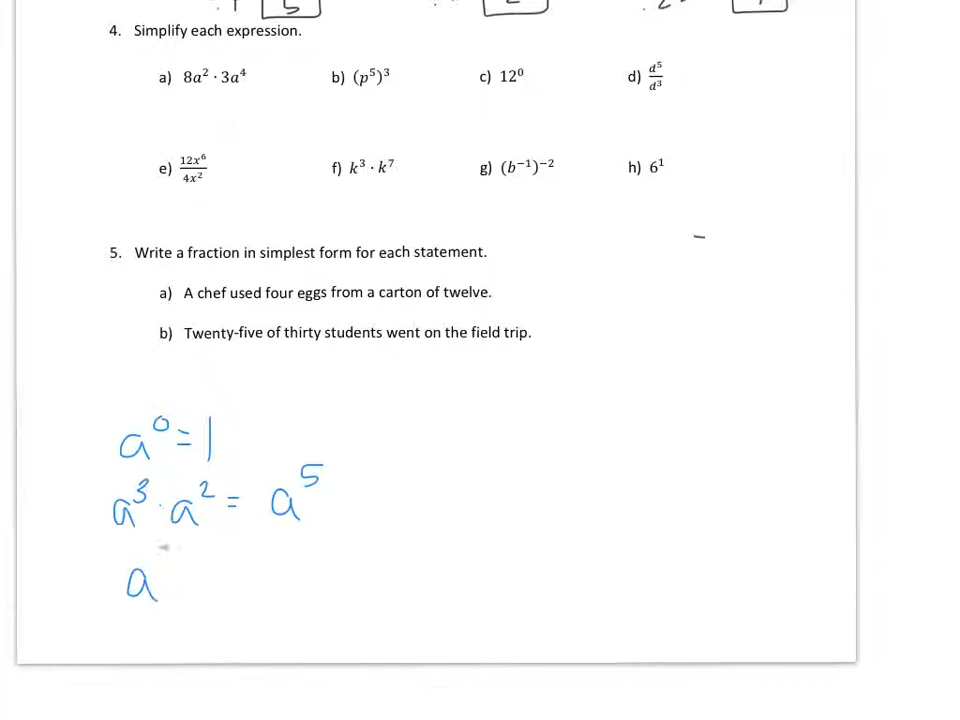 4. Simplify each expression.
a) 8a² · 3a⁴ b) (p⁵)³ c) 12⁰ d) d⁵/d³
e) 12x⁶/4x² f) k³ · k⁷ g) (b⁻¹)⁻² h) 6¹
5. Write a fraction in simplest form for each statement.
a) A chef used four eggs from a carton of twelve.
b) Twenty-five of thirty students went on the field trip.
a⁰ = 1
a³ · a² = a⁵
a